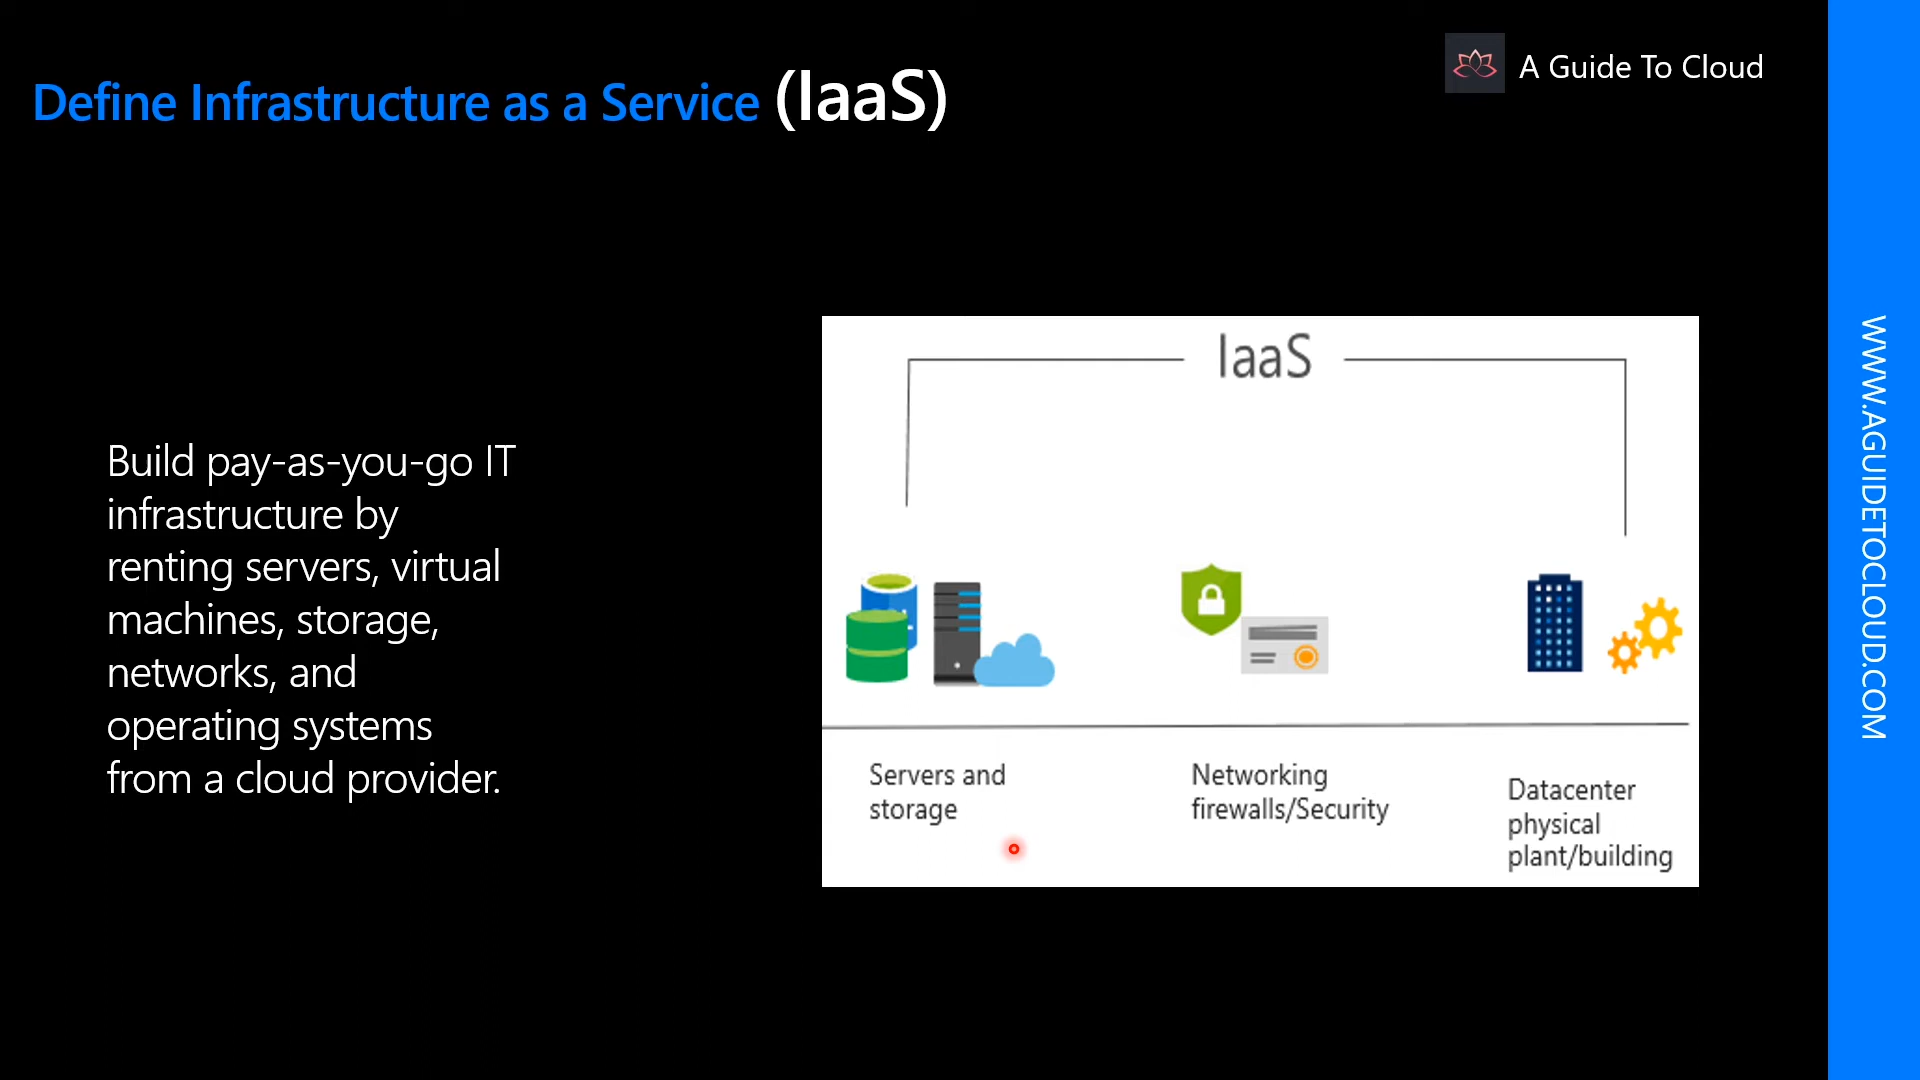 Define Infrastructure as a Service (IaaS)
A Guide To Cloud
Build pay-as-you-go IT
infrastructure by
renting servers, virtual
machines, storage,
networks, and
operating systems
from a cloud provider.
IaaS
Servers and
storage
Networking
firewalls/Security
Datacenter
physical
plant/building
WWW.AGUIDETOCLOUD.COM